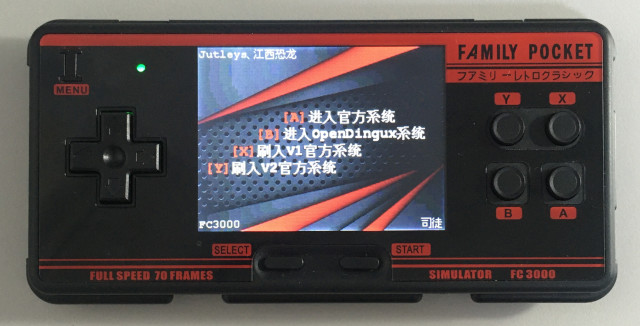 Jutleys、江西恐龙
FAMILY POCKET
ファミリーレトロクラシック
MENU
Y
X
[A]进入官方系统
[B]进入OpenDingux系统
[X]刷入V1官方系统
[Y]刷入V2官方系统
B
A
FC3000
司徒
SELECT
START
FULL SPEED 70 FRAMES
SIMULATOR FC 3000